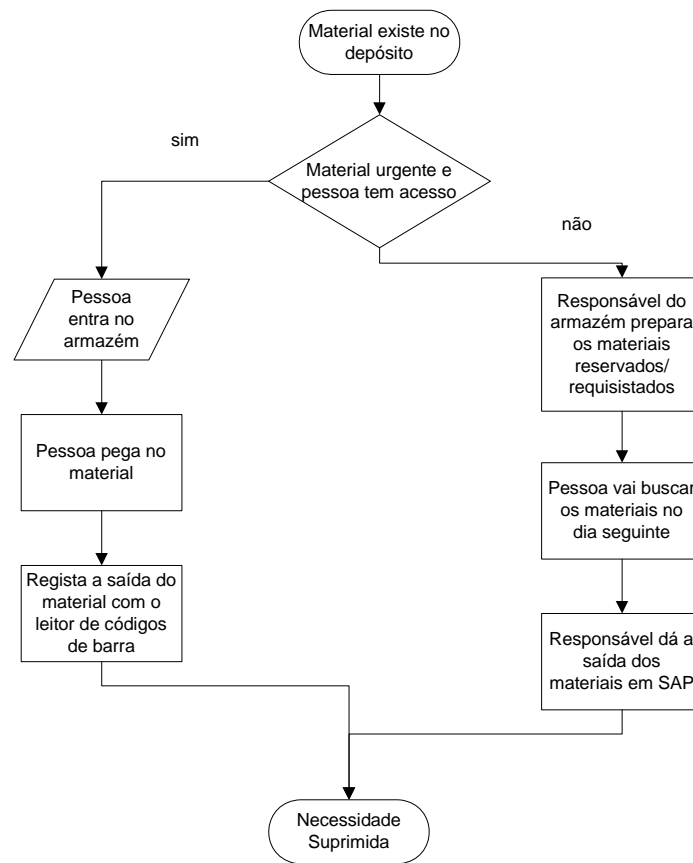 Material existe no
depósito
sim
Material urgente e
pessoa tem acesso
não
Pessoa
entra no
armazém
Responsável do
armazém prepara
os materiais
reservados/
requisistados
Pessoa pega no
material
Pessoa vai buscar
os materiais no
dia seguinte
Regista a saída do
material com o
leitor de códigos
de barra
Responsável dá a
saída dos
materiais em SAP
Necessidade
Suprimida